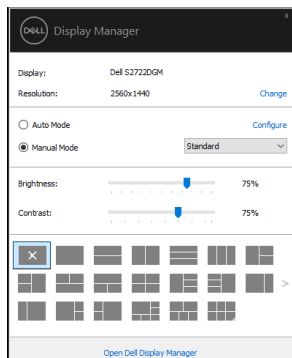 x
DELL Display Manager
Display: Dell S2722DGM
Resolution: 2560x1440 Change
Auto Mode Configure
Manual Mode Standard
Brightness: 75%
Contrast: 75%
Open Dell Display Manager